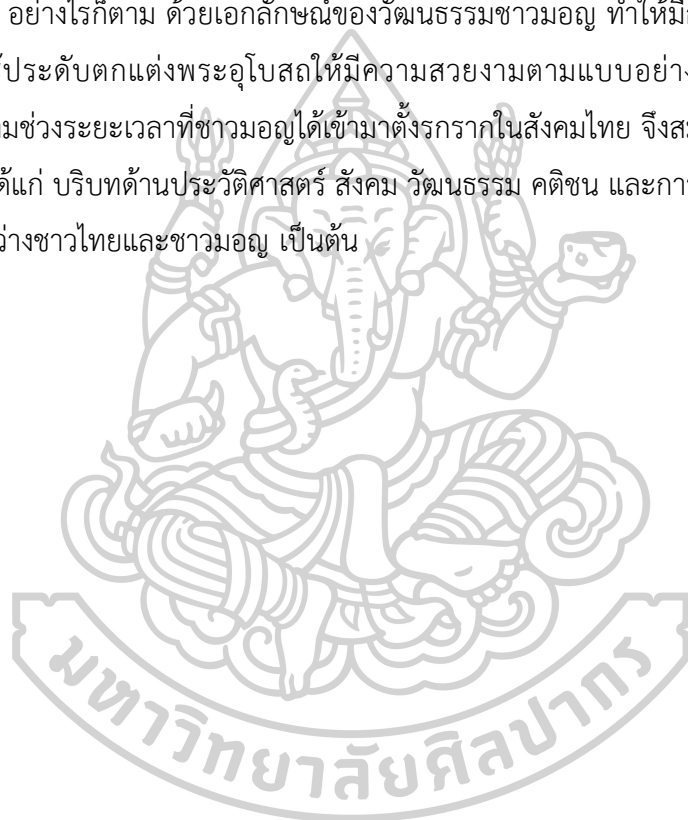 อย่างไรก็ตาม ด้วยเอกลักษณ์ของวัฒนธรรมชาวมอญ ทำให้มี
ประดับตกแต่งพระอุโบสถให้มีความสวยงามตามแบบอย่าง
ช่วงระยะเวลาที่ชาวมอญได้เข้ามาตั้งรกรากในสังคมไทย จึง
ได้แก่ บริบทด้านประวัติศาสตร์ สังคม วัฒนธรรม คติชน และ
ว่างชาวไทยและชาวมอญ เป็นต้น
มหาวิทยาลัยศิลปากร